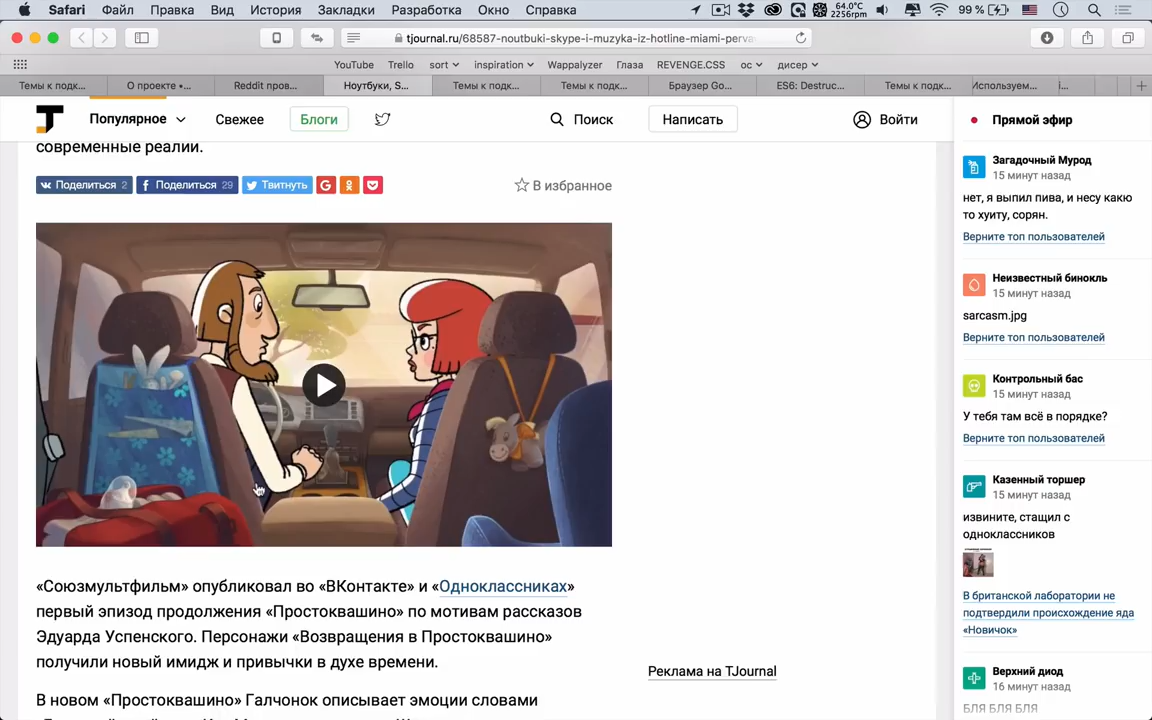 Safari Файл Правка Вид История Закладки Разработка Окно Справка
64.0°C
2256rpm
99 %
tjournal.ru/68587-noutbuki-skype-i-muzyka-iz-hotline-miami-perva
YouTube Trello sort inspiration Wappalyzer Глаза REVENGE.CSS ос дисер
Темы к подк... О проекте •... Reddit пров... Ноутбуки, S... Темы к подк... Темы к подк... Браузер Go... ES6: Destruc... Темы к подк... Используем... i...
Популярное Свежее Блоги Поиск Написать Войти
современные реалии.
Поделиться 2 Поделиться 29 Твитнуть В избранное
«Союзмультфильм» опубликовал во «ВКонтакте» и «Одноклассниках»
первый эпизод продолжения «Простоквашино» по мотивам рассказов
Эдуарда Успенского. Персонажи «Возвращения в Простоквашино»
получили новый имидж и привычки в духе времени.
В новом «Простоквашино» Галчонок описывает эмоции словами
Реклама на TJournal
Прямой эфир
Загадочный Мурод
15 минут назад
нет, я выпил пива, и несу какю
то хуиту, сорян.
Верните топ пользователей
Неизвестный бинокль
15 минут назад
sarcasm.jpg
Верните топ пользователей
Контрольный бас
15 минут назад
У тебя там всё в порядке?
Верните топ пользователей
Казенный торшер
15 минут назад
извините, стащил с
одноклассников
В британской лаборатории не
подтвердили происхождение яда
«Новичок»
Верхний диод
16 минут назад
БЛЯ БЛЯ БЛЯ